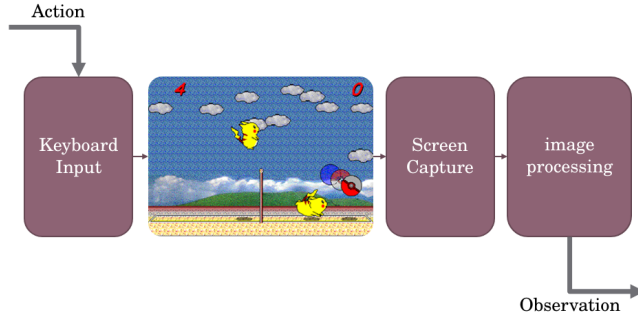 Action
4
0
Keyboard
Input
Screen
Capture
image
processing
Observation